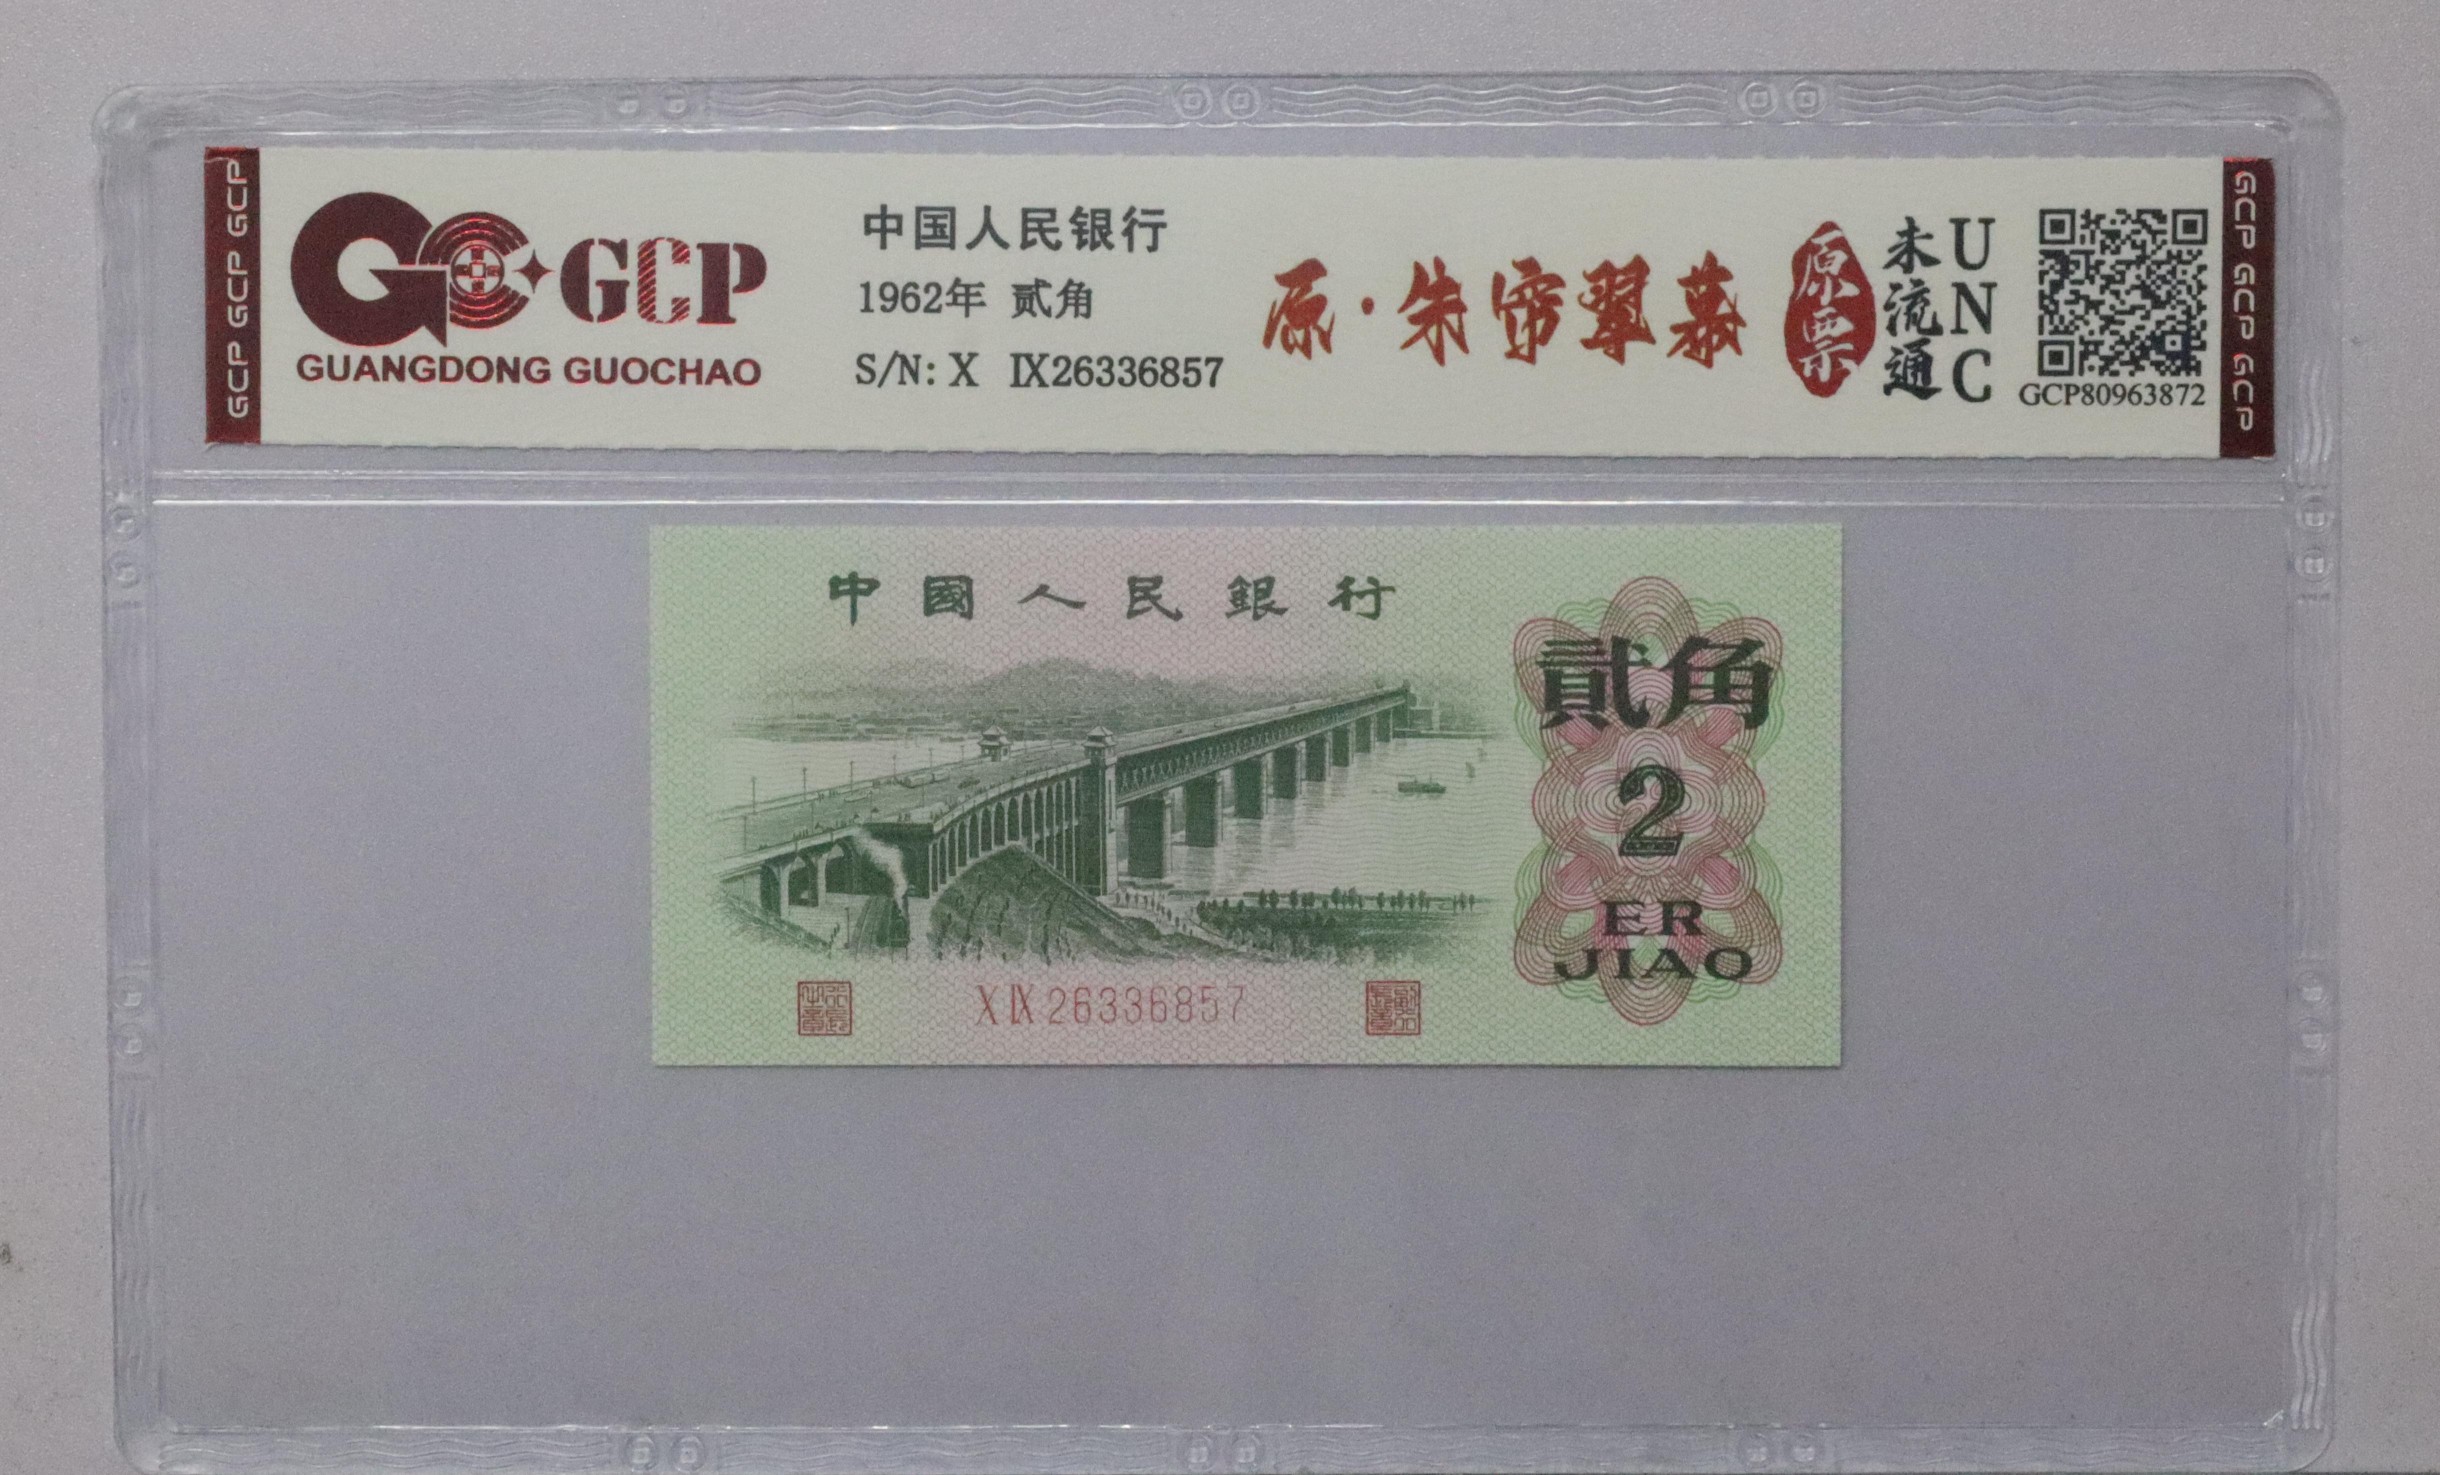 GCP GCP GCP
GCP
GUANGDONG GUOCHAO
中国人民银行
1962年 贰角
S/N: X Ⅸ26336857
原·朱帘翠幕
原票
未流通
UNC
GCP80963872
GCP GCP GCP
中國人民銀行
貳角
2
ER
JIAO
Ⅹ Ⅸ 26336857